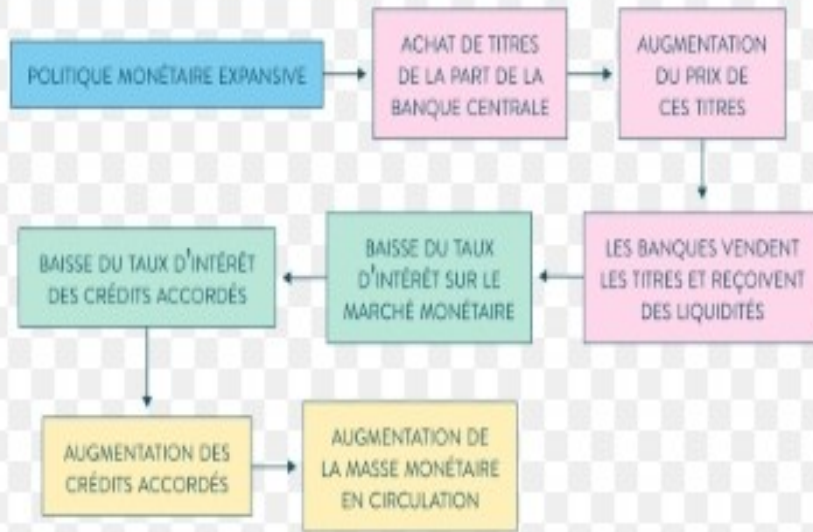 POLITIQUE MONÉTAIRE EXPANSIVE
ACHAT DE TITRES
DE LA PART DE LA
BANQUE CENTRALE
AUGMENTATION
DU PRIX DE
CES TITRES
LES BANQUES VENDENT
LES TITRES ET REÇOIVENT
DES LIQUIDITÉS
BAISSE DU TAUX
D'INTÉRÊT SUR LE
MARCHÉ MONÉTAIRE
BAISSE DU TAUX D'INTÉRÊT
DES CRÉDITS ACCORDÉS
AUGMENTATION DES
CRÉDITS ACCORDÉS
AUGMENTATION DE
LA MASSE MONÉTAIRE
EN CIRCULATION